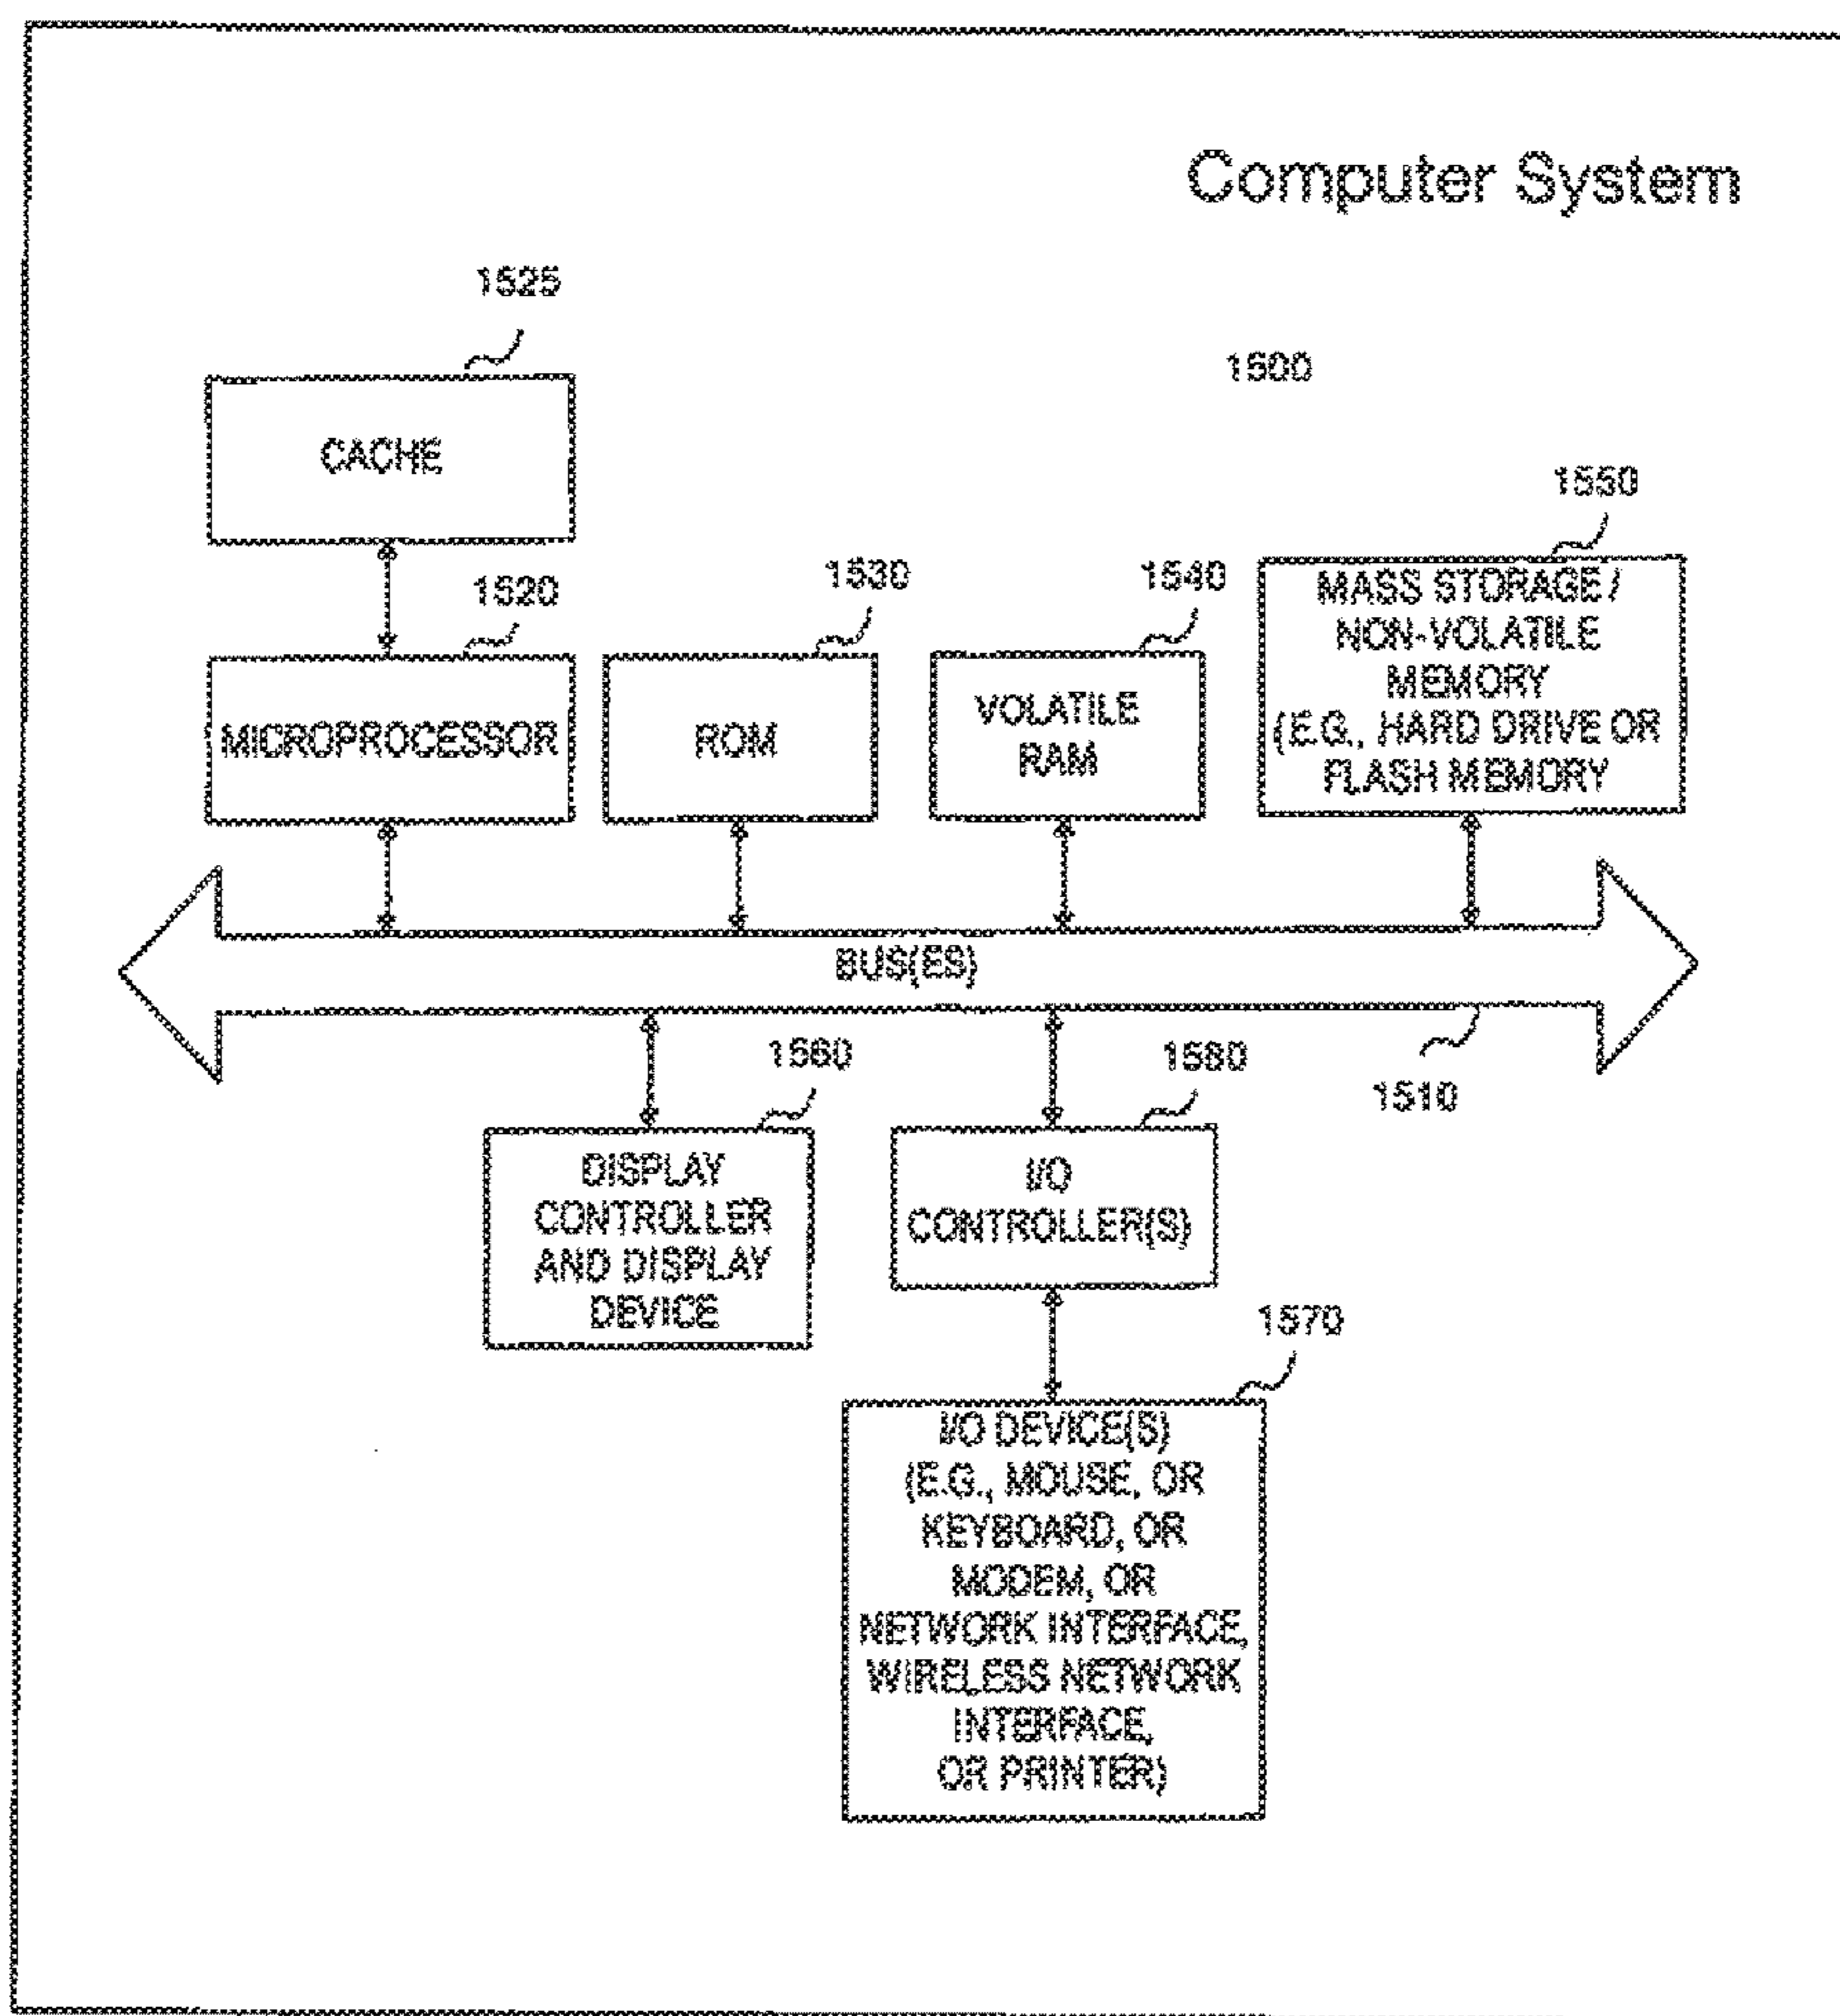 Computer System
1525
1500
CACHE
1550
1520
1530
1540
MASS STORAGE /
NON-VOLATILE
MEMORY
(E.G., HARD DRIVE OR
FLASH MEMORY
MICROPROCESSOR
ROM
VOLATILE
RAM
BUS(ES)
1560
1580
1510
DISPLAY
CONTROLLER
AND DISPLAY
DEVICE
I/O
CONTROLLER(S)
1570
I/O DEVICE(S)
(E.G., MOUSE, OR
KEYBOARD, OR
MODEM, OR
NETWORK INTERFACE,
WIRELESS NETWORK
INTERFACE,
OR PRINTER)